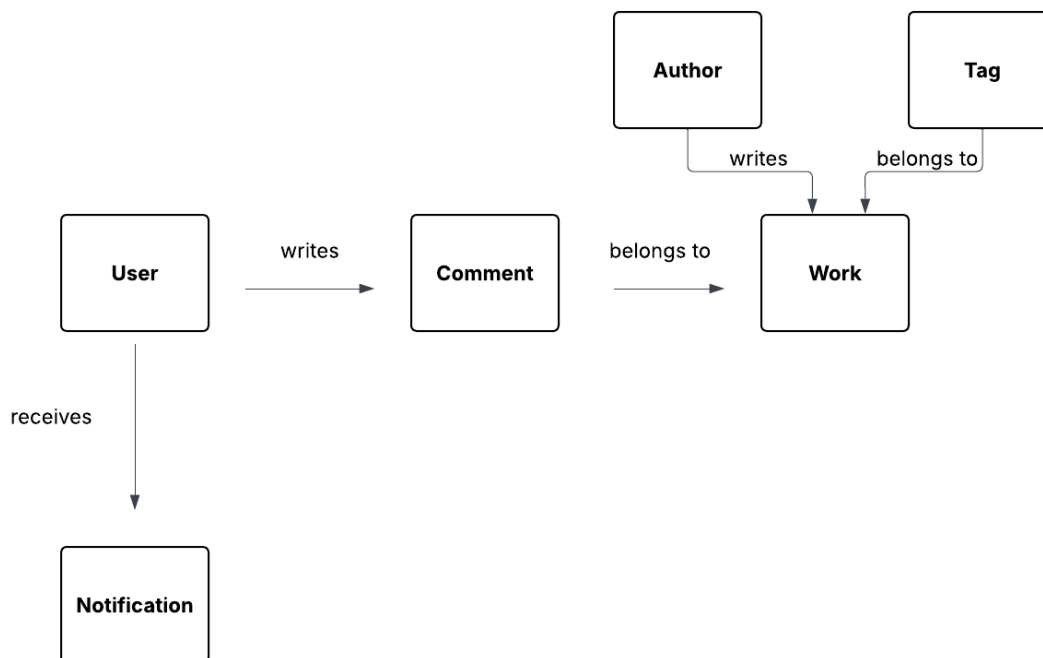 Author
Tag
writes
belongs to
User
writes
Comment
belongs to
Work
receives
Notification